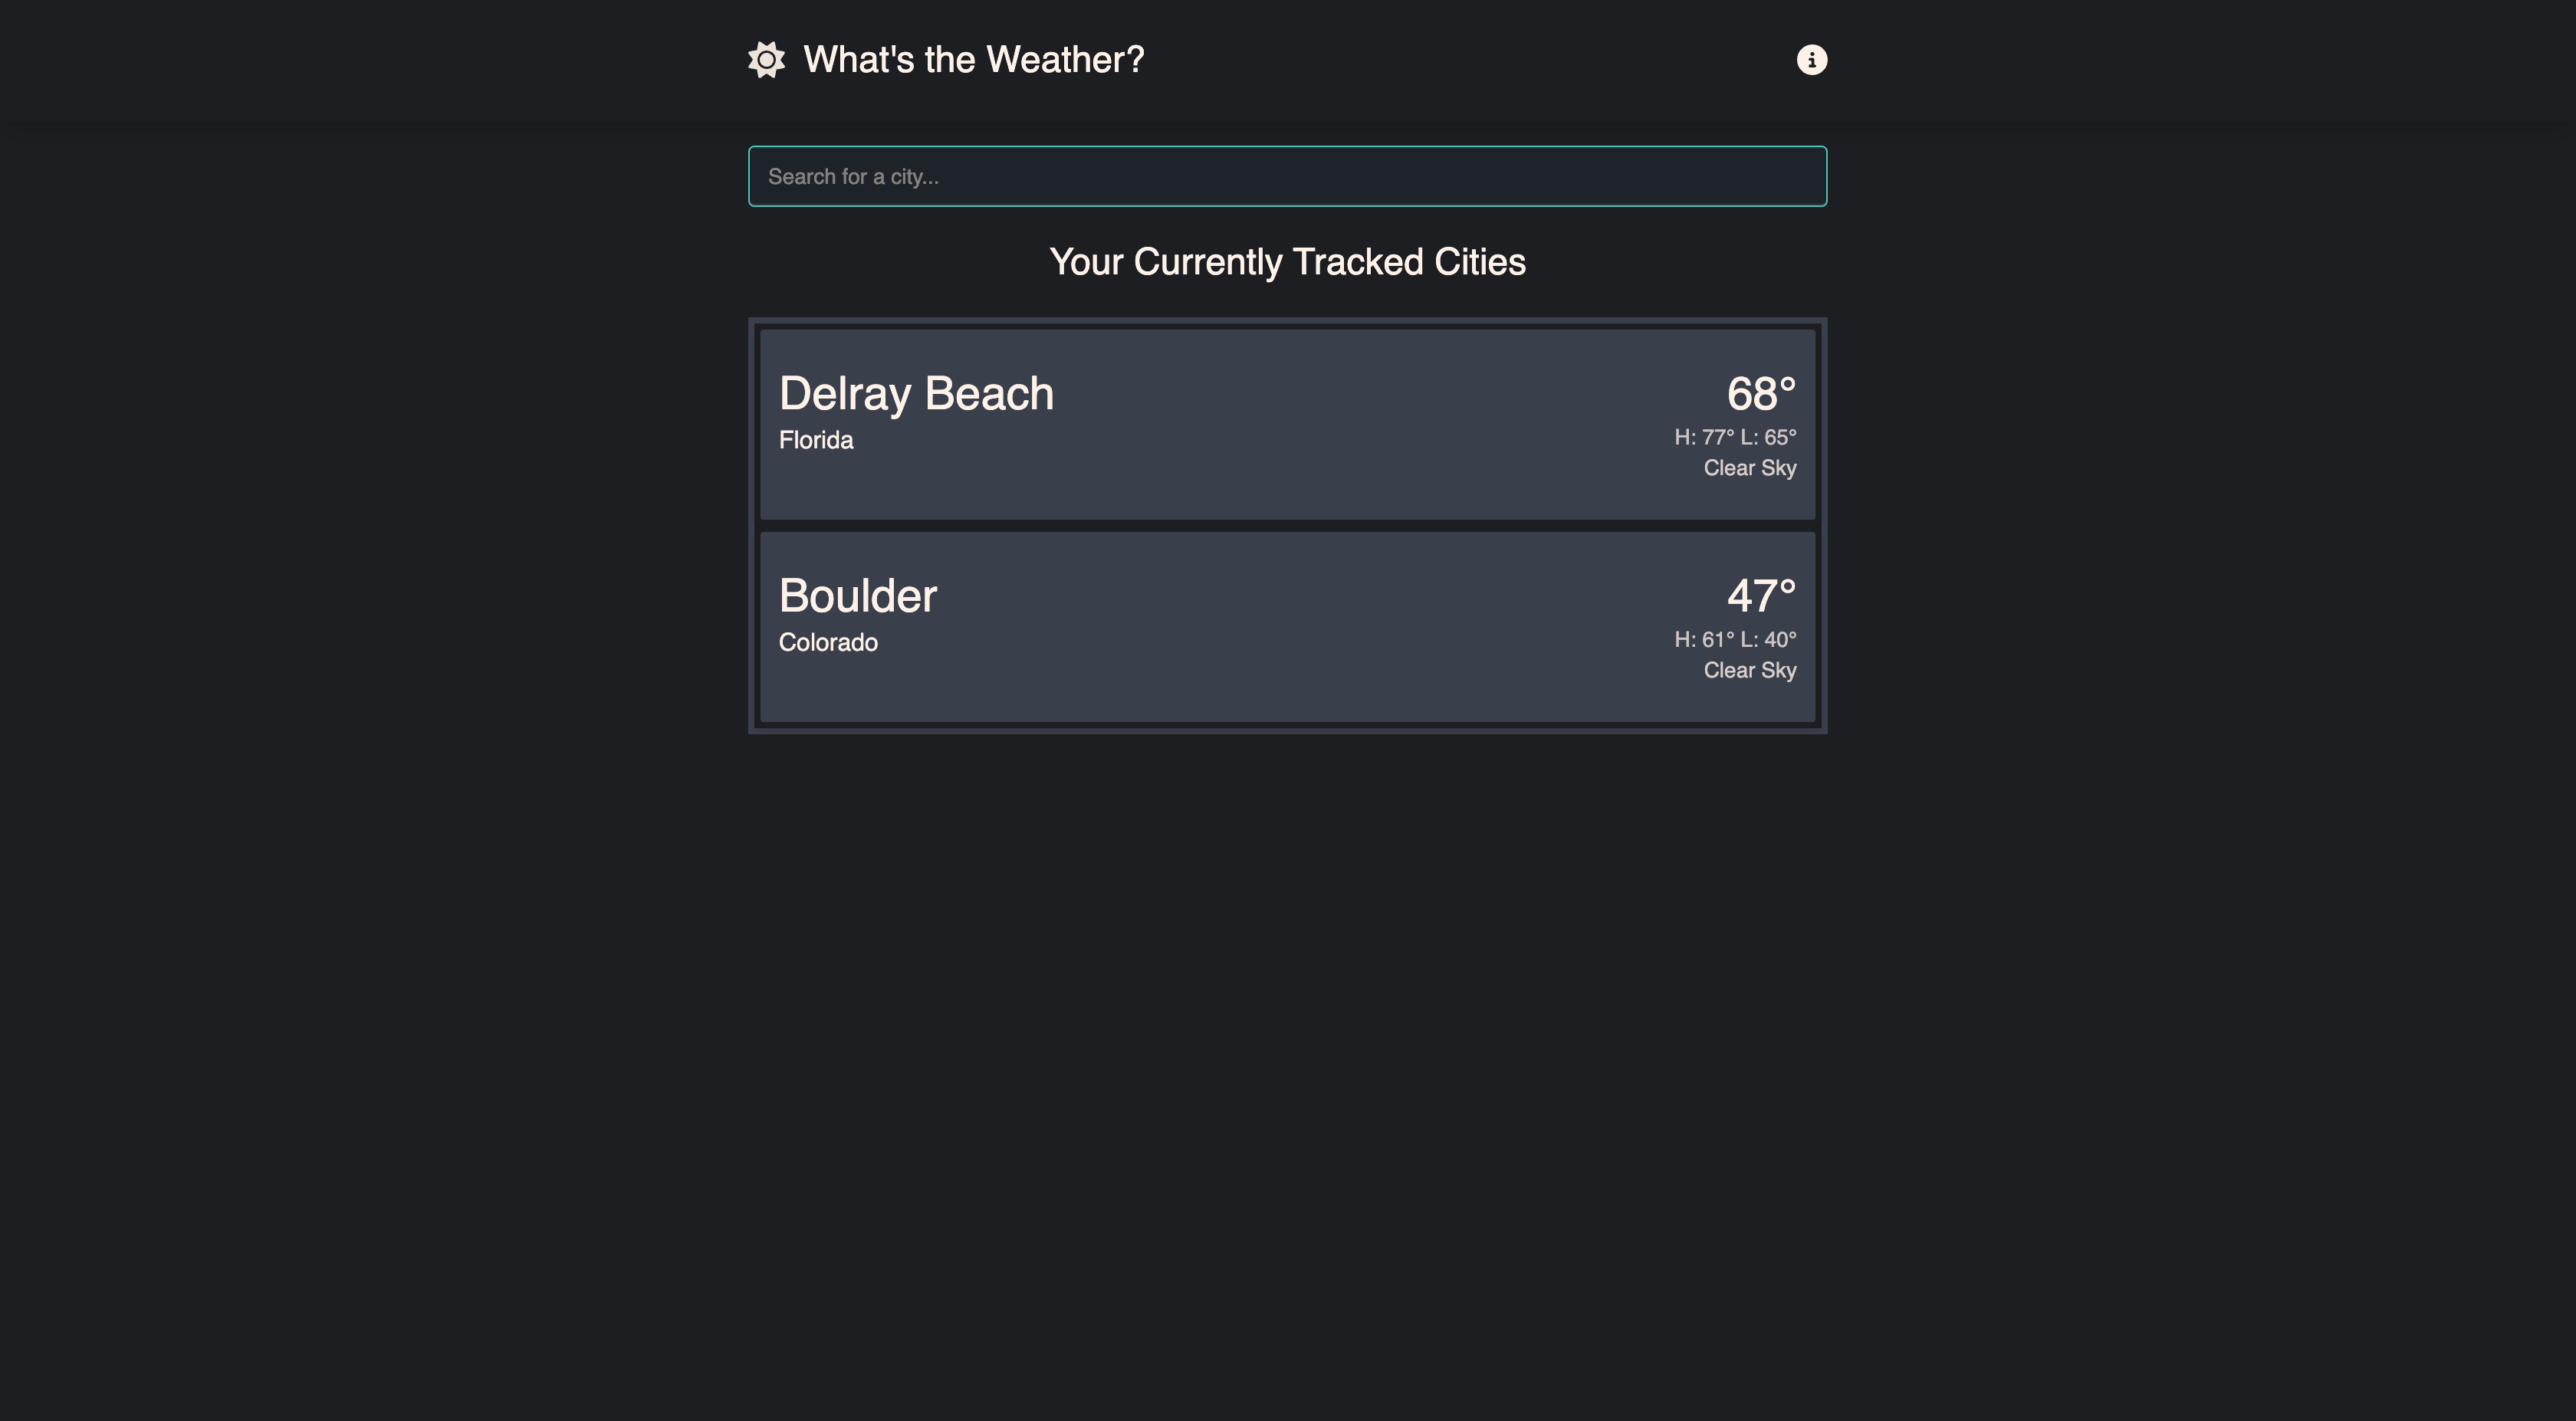 What's the Weather?
Search for a city...
Your Currently Tracked Cities
Delray Beach
68°
Florida
H: 77° L: 65°
Clear Sky
Boulder
47°
Colorado
H: 61° L: 40°
Clear Sky